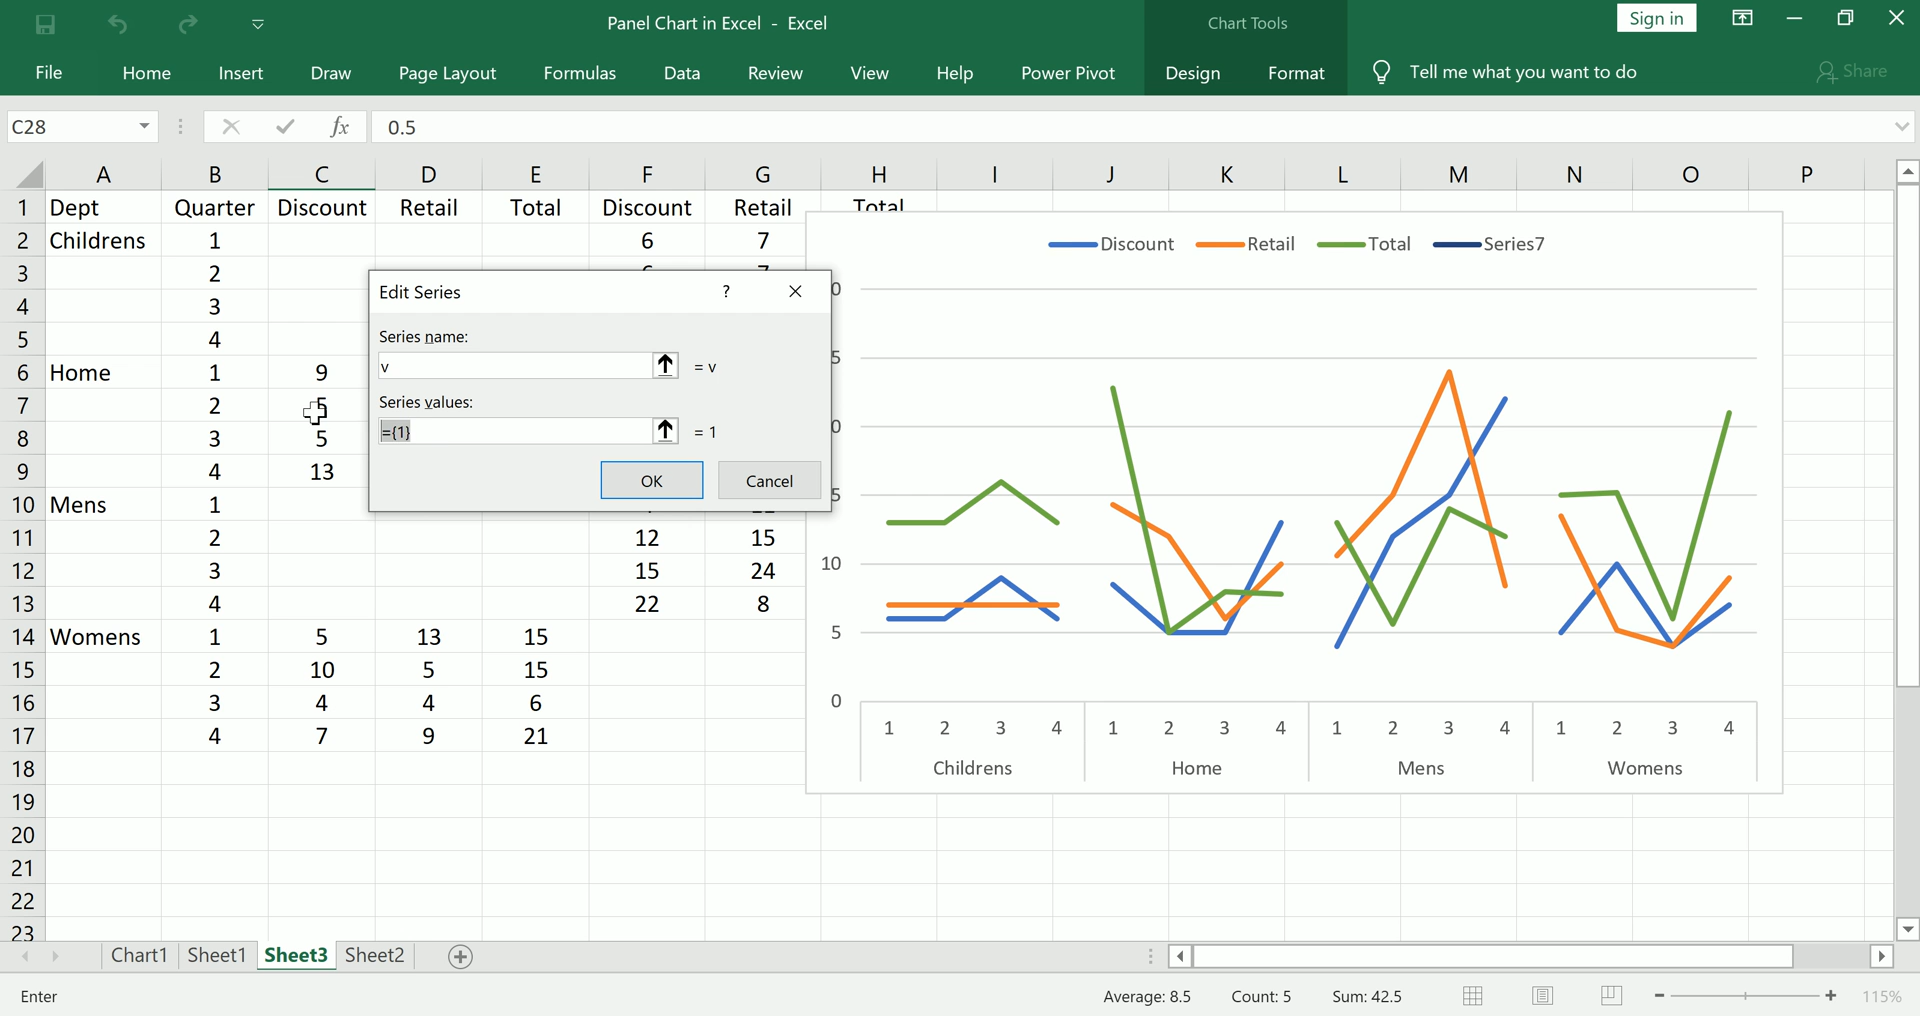 Panel Chart in Excel - Excel
Chart Tools
Sign in
File Home Insert Draw Page Layout Formulas Data Review View Help Power Pivot Design Format Tell me what you want to do Share
C28 fx 0.5
A B C D E F G H I J K L M N O P
1 Dept Quarter Discount Retail Total Discount Retail Total
2 Childrens 1 6 7
3 2
4 3
5 4
6 Home 1 9
7 2 5
8 3 5
9 4 13
10 Mens 1
11 2 12 15
12 3 15 24
13 4 22 8
14 Womens 1 5 13 15
15 2 10 5 15
16 3 4 4 6
17 4 7 9 21
18
19
20
21
22
23
Edit Series ?
Series name:
v = v
Series values:
={1} = 1
OK Cancel
Discount Retail Total Series7
0
5
0
5
10
5
0
1 2 3 4 1 2 3 4 1 2 3 4 1 2 3 4
Childrens Home Mens Womens
Chart1 Sheet1 Sheet3 Sheet2
Enter Average: 8.5 Count: 5 Sum: 42.5 115%